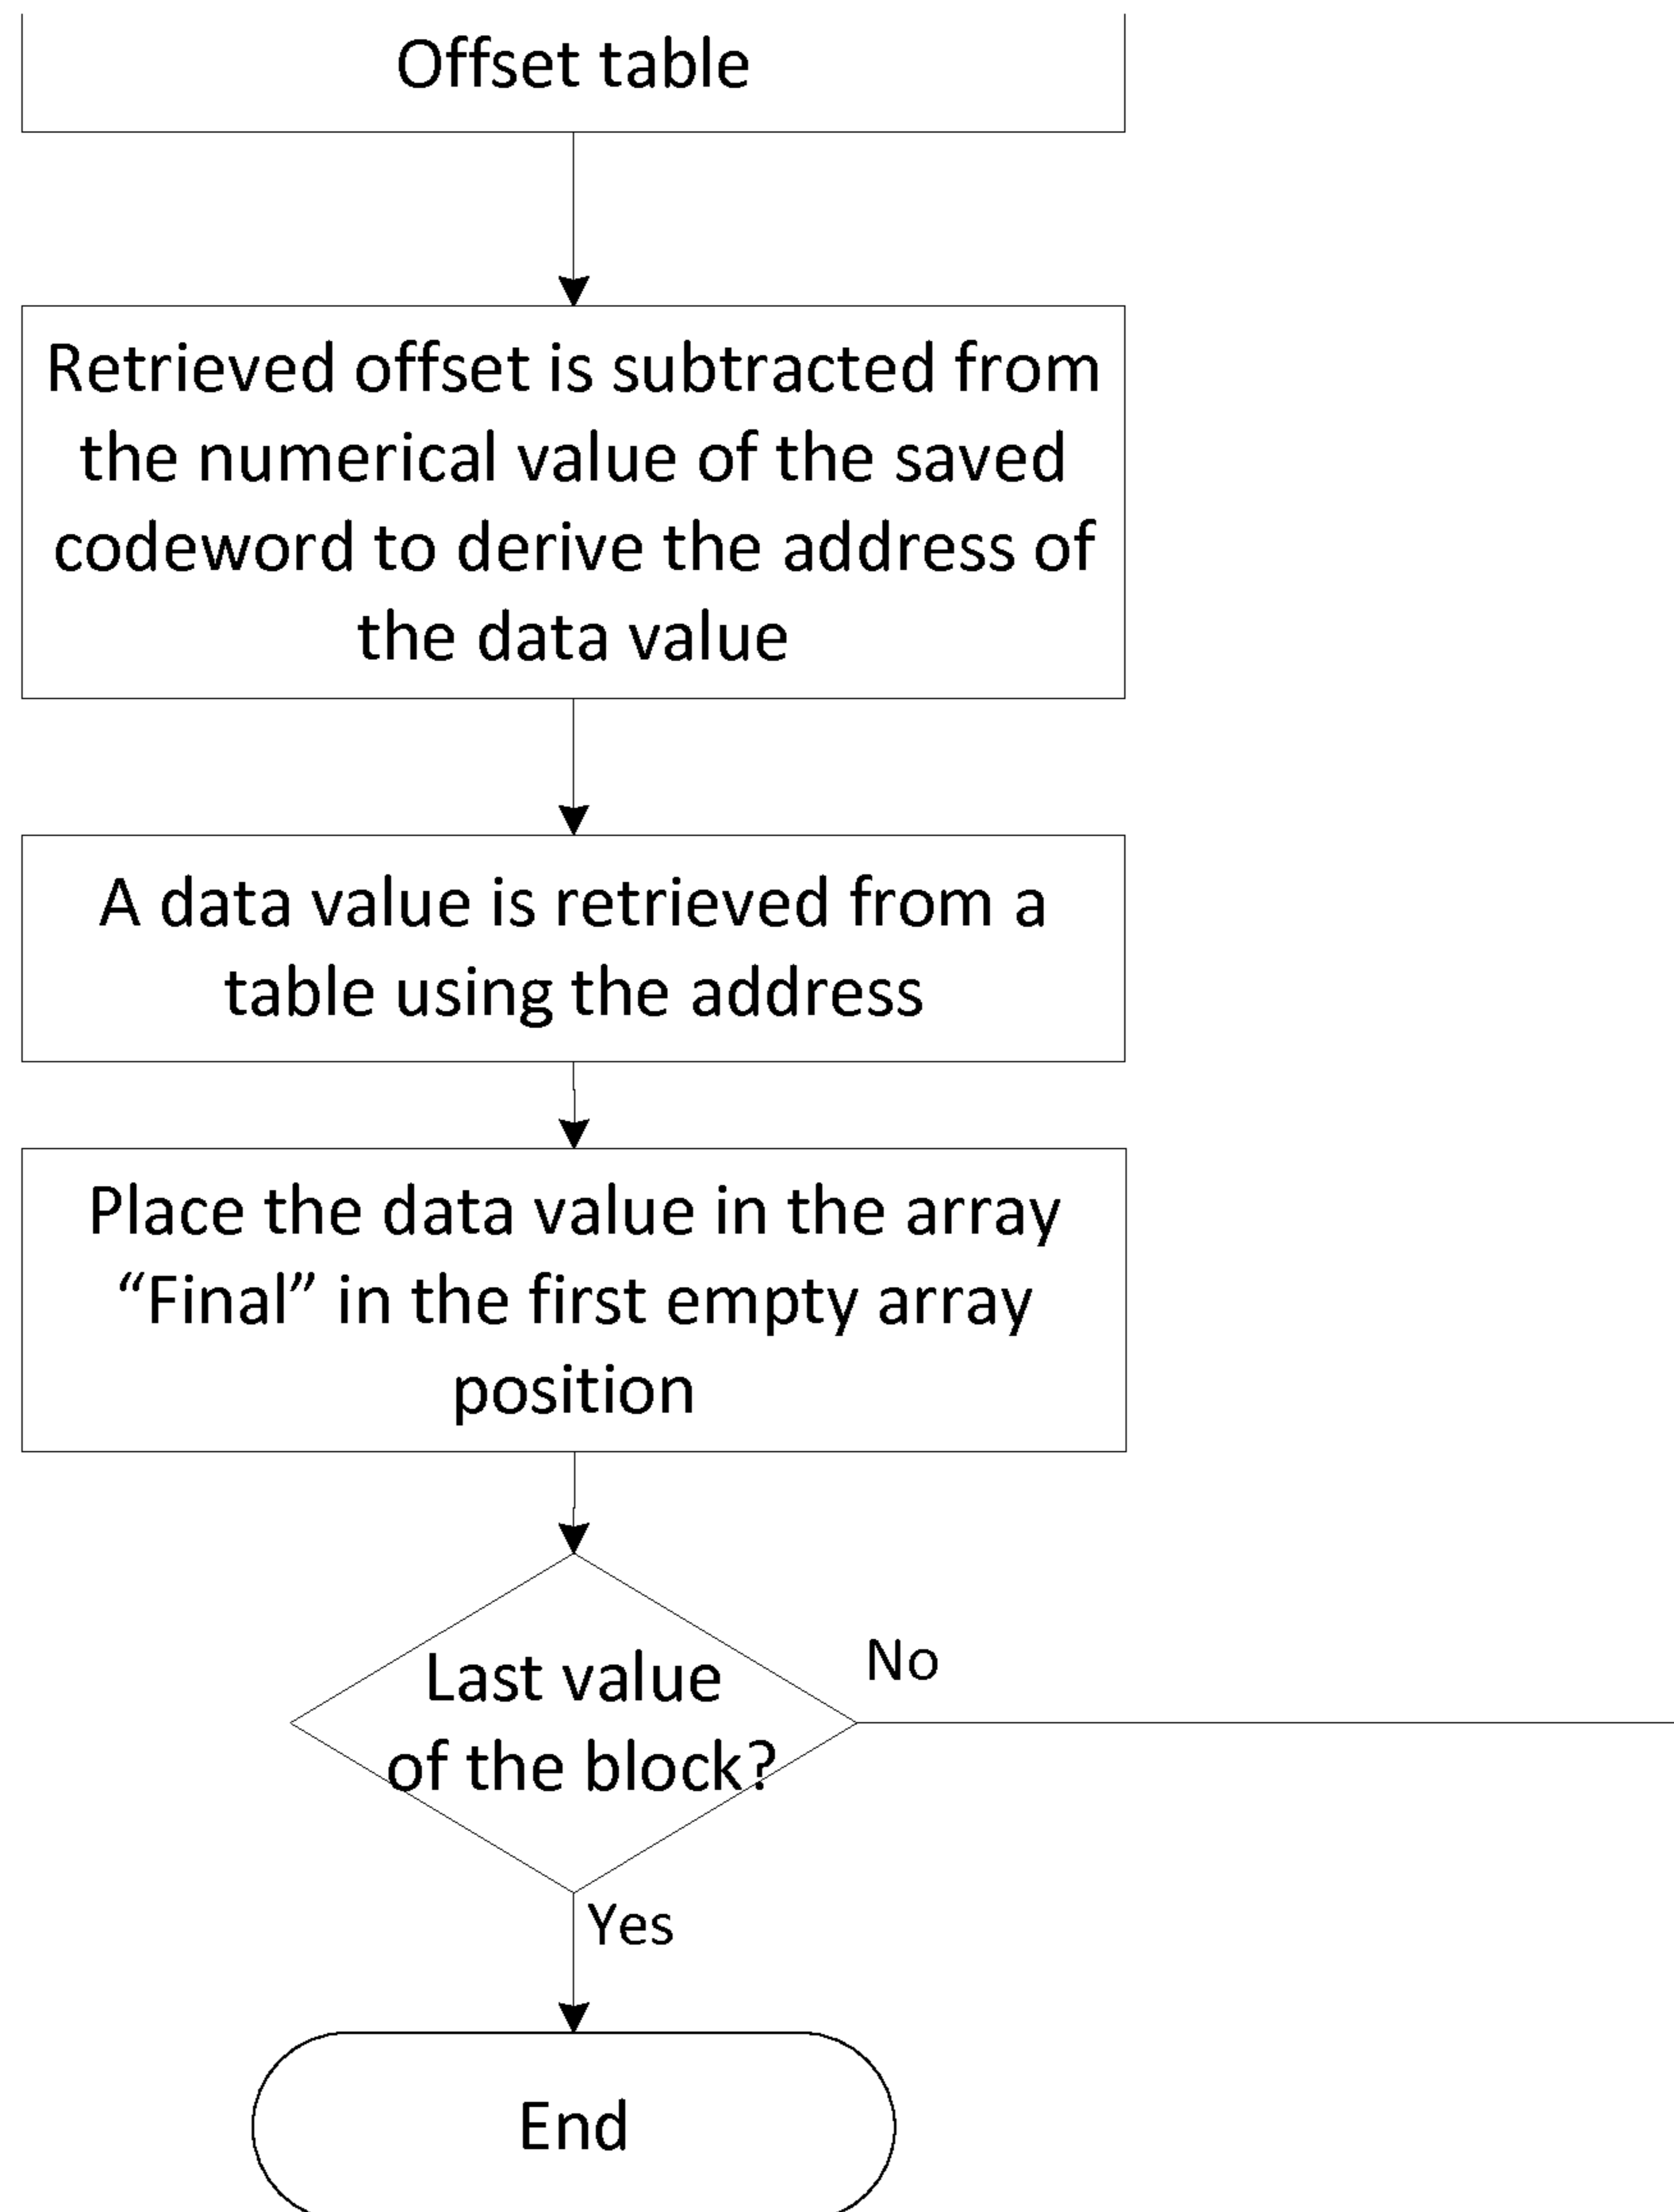 Offset table
Retrieved offset is subtracted from
the numerical value of the saved
codeword to derive the address of
the data value
A data value is retrieved from a
table using the address
Place the data value in the array
“Final” in the first empty array
position
Last value
of the block?
No
Yes
End